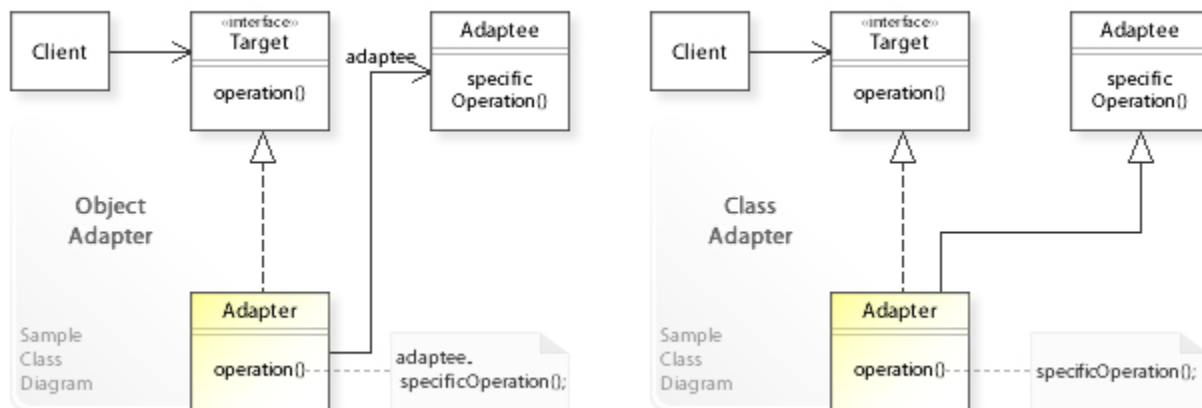 Client
«interface»
Target
operation()
adaptee
Adaptee
specific
Operation()
Object
Adapter
Adapter
operation()
adaptee.
specificOperation();
Sample
Class
Diagram
Client
«interface»
Target
operation()
Adaptee
specific
Operation()
Class
Adapter
Adapter
operation()
specificOperation();
Sample
Class
Diagram